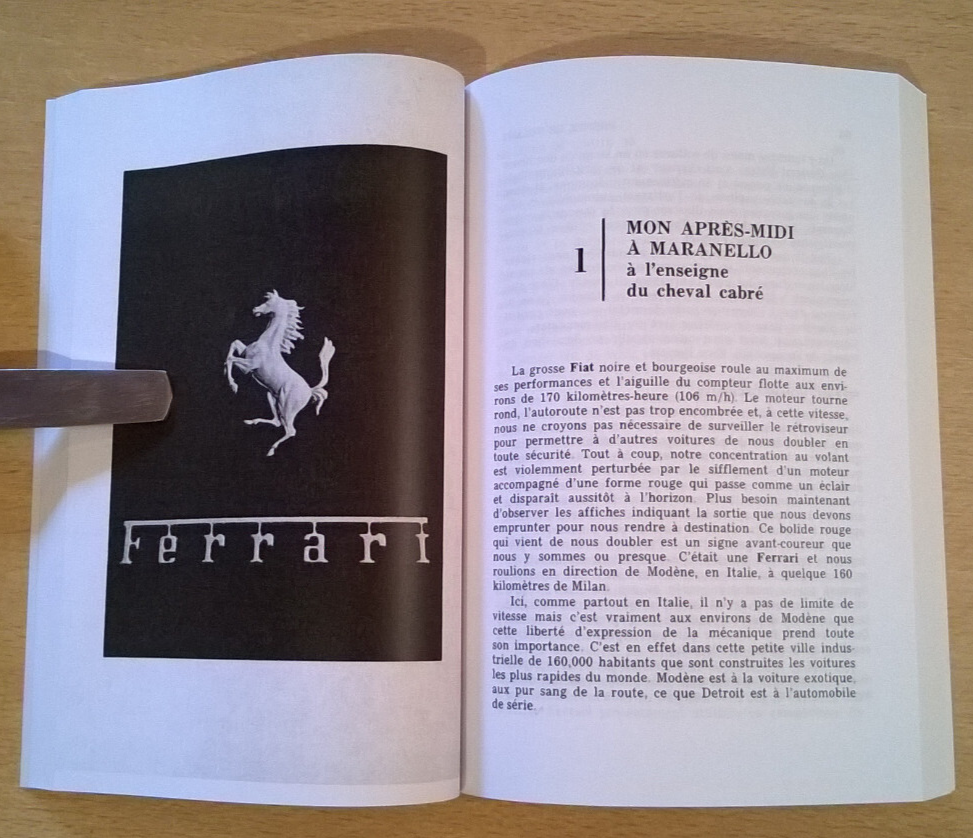 Ferrari
1
MON APRÈS-MIDI
À MARANELLO
à l'enseigne
du cheval cabré
La grosse Fiat noire et bourgeoise roule au maximum de
ses performances et l'aiguille du compteur flotte aux envi-
rons de 170 kilomètres-heure (106 m/h). Le moteur tourne
rond, l'autoroute n'est pas trop encombrée et, à cette vitesse,
nous ne croyons pas nécessaire de surveiller le rétroviseur
pour permettre à d'autres voitures de nous doubler en
toute sécurité. Tout à coup, notre concentration au volant
est violemment perturbée par le sifflement d'un moteur
accompagné d'une forme rouge qui passe comme un éclair
et disparaît aussitôt à l'horizon. Plus besoin maintenant
d'observer les affiches indiquant la sortie que nous devons
emprunter pour nous rendre à destination. Ce bolide rouge
qui vient de nous doubler est un signe avant-coureur que
nous y sommes ou presque. C'était une Ferrari et nous
roulions en direction de Modène, en Italie, à quelque 160
kilomètres de Milan.
Ici, comme partout en Italie, il n'y a pas de limite de
vitesse mais c'est vraiment aux environs de Modène que
cette liberté d'expression de la mécanique prend toute
son importance. C'est en effet dans cette petite ville indus-
trielle de 160,000 habitants que sont construites les voitures
les plus rapides du monde. Modène est à la voiture exotique,
aux pur sang de la route, ce que Detroit est à l'automobile
de série.